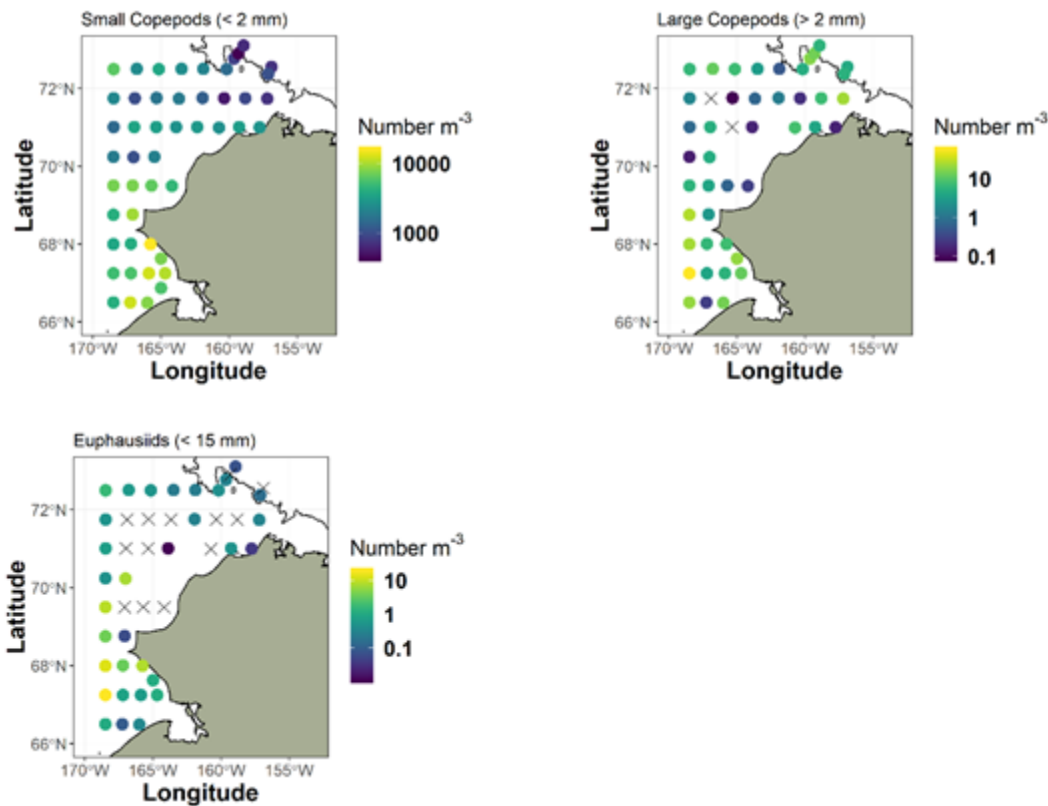 Small Copepods (< 2 mm)
72°N
70°N
68°N
66°N
Latitude
170°W 165°W 160°W 155°W
Longitude
Number m⁻³
10000
1000
Large Copepods (> 2 mm)
72°N
70°N
68°N
66°N
Latitude
170°W 165°W 160°W 155°W
Longitude
Number m⁻³
10
1
0.1
Euphausiids (< 15 mm)
72°N
70°N
68°N
66°N
Latitude
170°W 165°W 160°W 155°W
Longitude
Number m⁻³
10
1
0.1